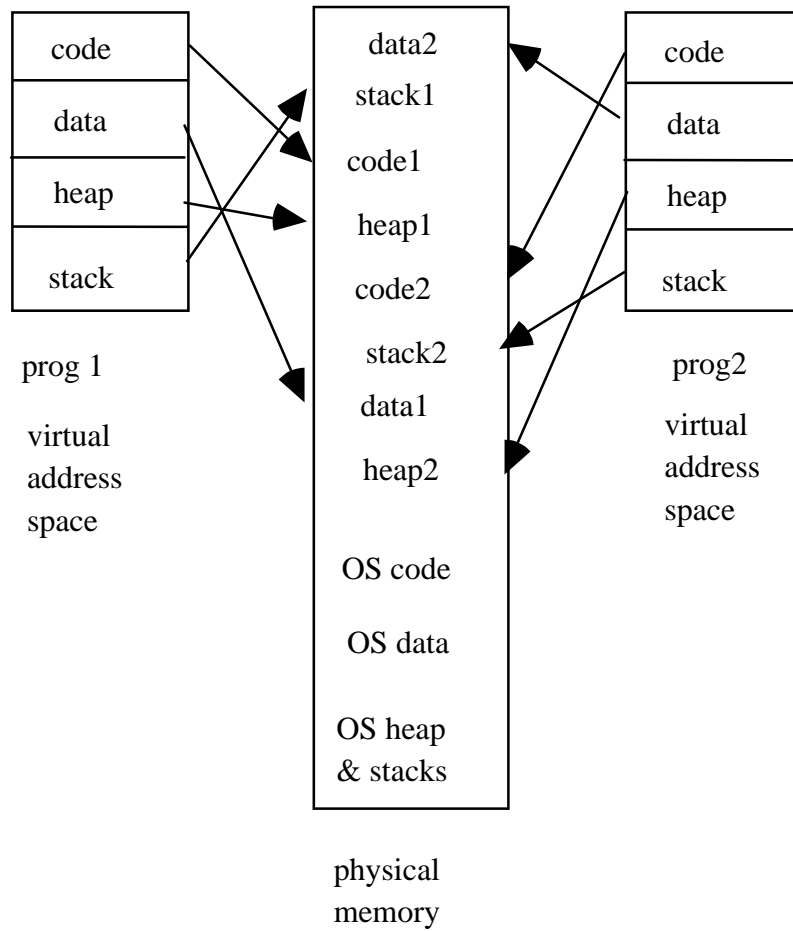 code
data
heap
stack
prog 1
virtual
address
space
data2
stack1
code1
heap1
code2
stack2
data1
heap2
OS code
OS data
OS heap
& stacks
physical
memory
code
data
heap
stack
prog2
virtual
address
space